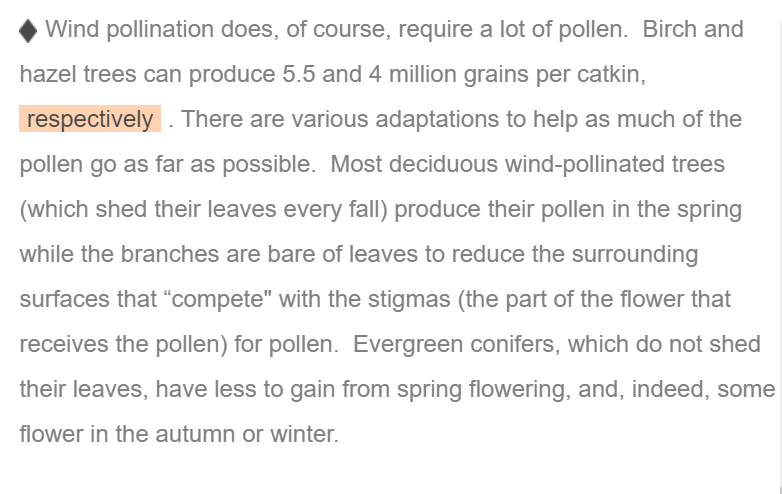 ♦ Wind pollination does, of course, require a lot of pollen.  Birch and
hazel trees can produce 5.5 and 4 million grains per catkin,
respectively . There are various adaptations to help as much of the
pollen go as far as possible.  Most deciduous wind-pollinated trees
(which shed their leaves every fall) produce their pollen in the spring
while the branches are bare of leaves to reduce the surrounding
surfaces that “compete" with the stigmas (the part of the flower that
receives the pollen) for pollen.  Evergreen conifers, which do not shed
their leaves, have less to gain from spring flowering, and, indeed, some
flower in the autumn or winter.